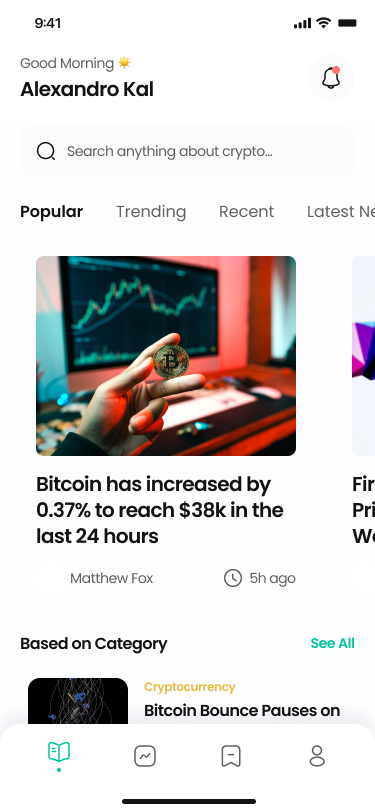 9:41
Good Morning ☀️
Alexandro Kal
Search anything about crypto...
Popular Trending Recent Latest Ne
Bitcoin has increased by
0.37% to reach $38k in the
last 24 hours
Fir
Pri
We
Matthew Fox 5h ago
Based on Category See All
Cryptocurrency
Bitcoin Bounce Pauses on